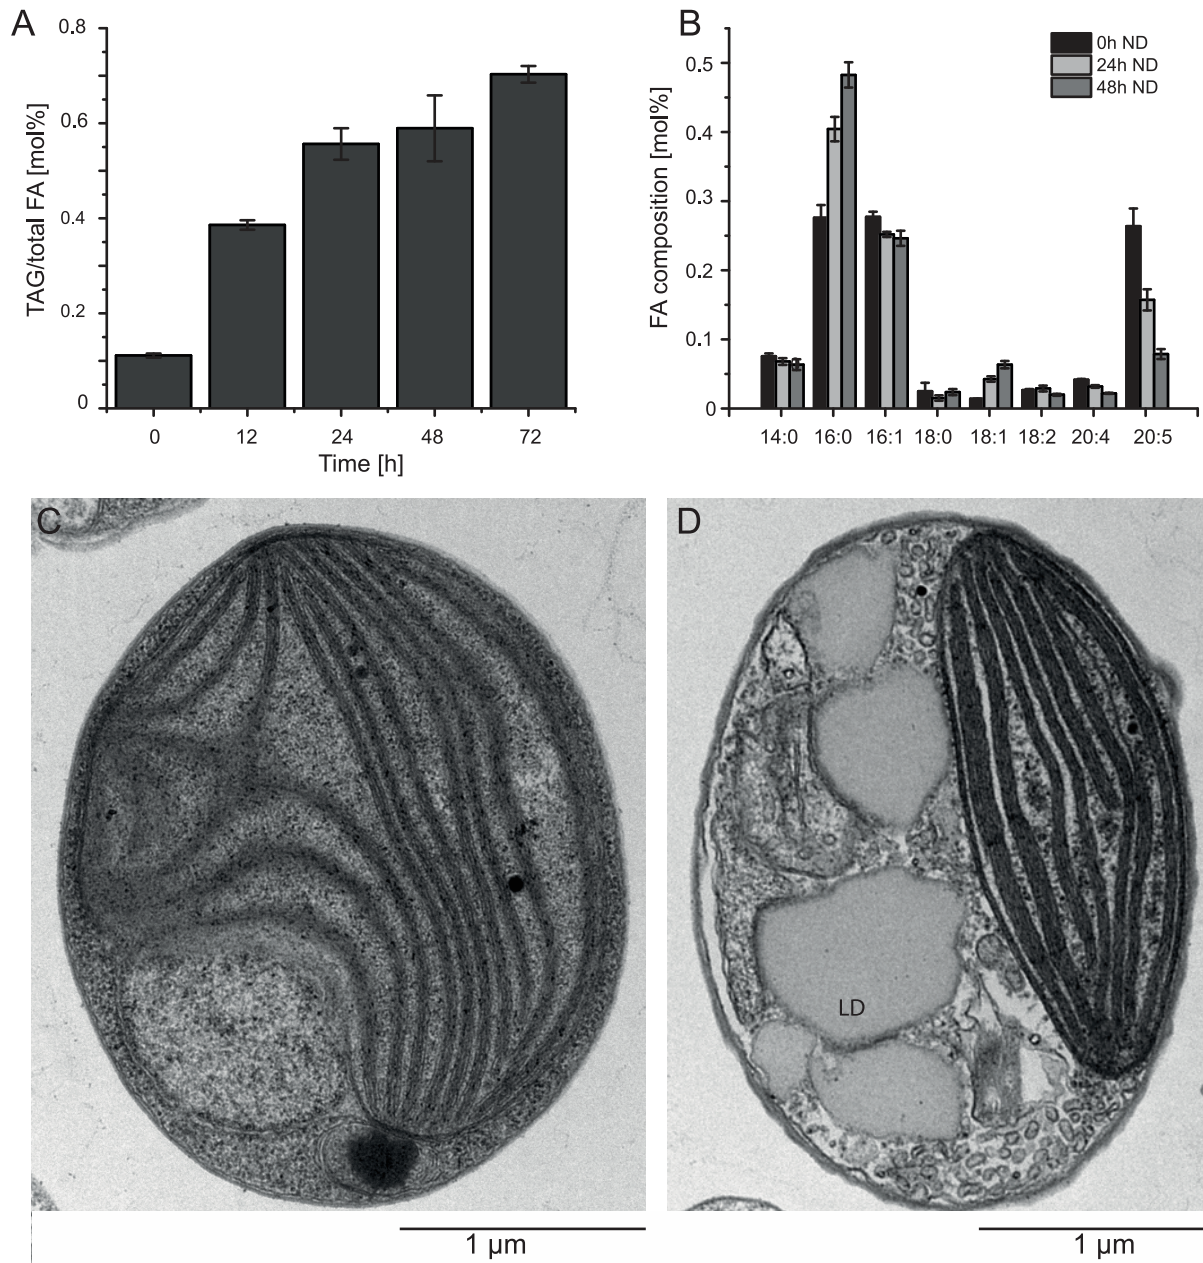 A
TAG/total FA [mol%]
0.8
0.6
0.4
0.2
0
0 12 24 48 72
Time [h]
B
FA composition [mol%]
0.5
0.4
0.3
0.2
0.1
0
0h ND
24h ND
48h ND
14:0 16:0 16:1 18:0 18:1 18:2 20:4 20:5
C
1 µm
D
LD
1 µm